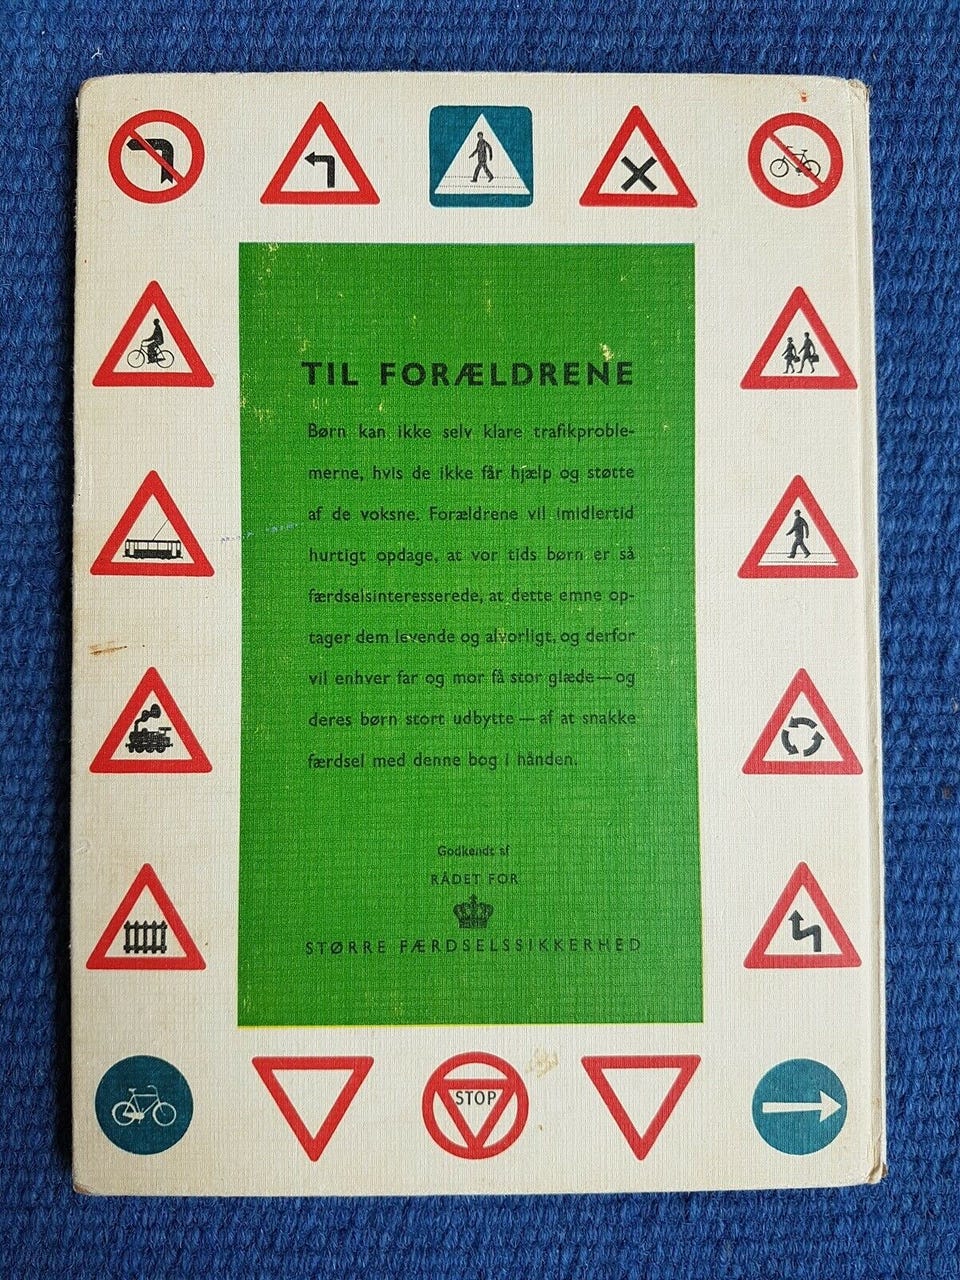 TIL FORÆLDRENE
Børn kan ikke selv klare trafikproble-
merne, hvis de ikke får hjælp og støtte
af de voksne. Forældrene vil imidlertid
hurtigt opdage, at vor tids børn er så
færdselsinteresserede, at dette emne op-
tager dem levende og alvorligt, og derfor
vil enhver far og mor få stor glæde — og
deres børn stort udbytte — af at snakke
færdsel med denne bog i hånden.
Godkendt af
RÅDET FOR
STØRRE FÆRDSELSSIKKERHED
STOP